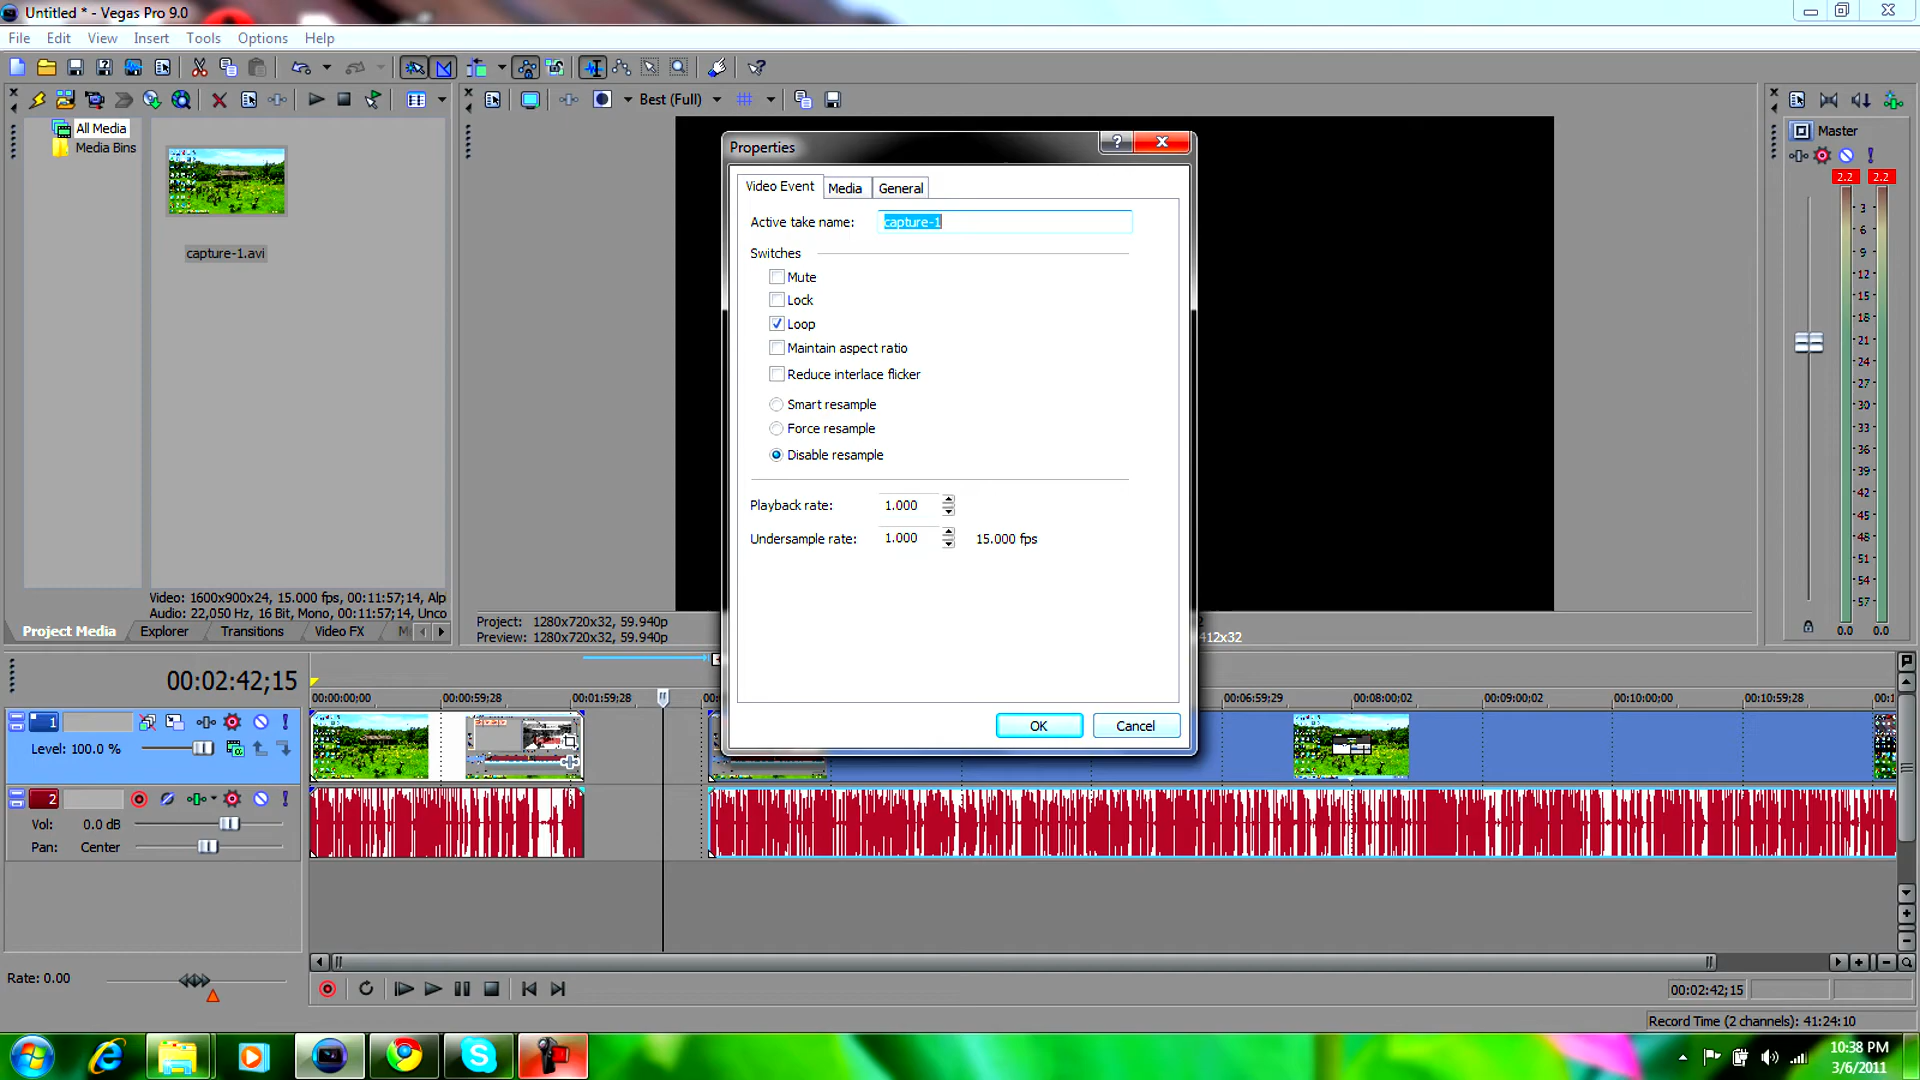 Untitled * - Vegas Pro 9.0
File Edit View Insert Tools Options Help
Best (Full)
All Media
Media Bins
capture-1.avi
Video: 1600x900x24, 15.000 fps, 00:11:57;14, Alp
Audio: 22,050 Hz, 16 Bit, Mono, 00:11:57;14, Unco
Project Media Explorer Transitions Video FX M
Project: 1280x720x32, 59.940p
Preview: 1280x720x32, 59.940p
412x32
Properties
Video Event Media General
Active take name: capture-1
Switches
Mute
Lock
Loop
Maintain aspect ratio
Reduce interlace flicker
Smart resample
Force resample
Disable resample
Playback rate: 1.000
Undersample rate: 1.000 15.000 fps
OK Cancel
Master
2.2 2.2
3
6
9
12
15
18
21
24
27
30
33
36
39
42
45
48
51
54
57
0.0 0.0
00:02:42;15
00:00:00;00 00:00:59;28 00:01:59;28 00:06:59;29 00:08:00;02 00:09:00;02 00:10:00;00 00:10:59;28
1
Level: 100.0 %
2
Vol: 0.0 dB
Pan: Center
Rate: 0.00
00:02:42;15
Record Time (2 channels): 41:24:10
10:38 PM
3/6/2011